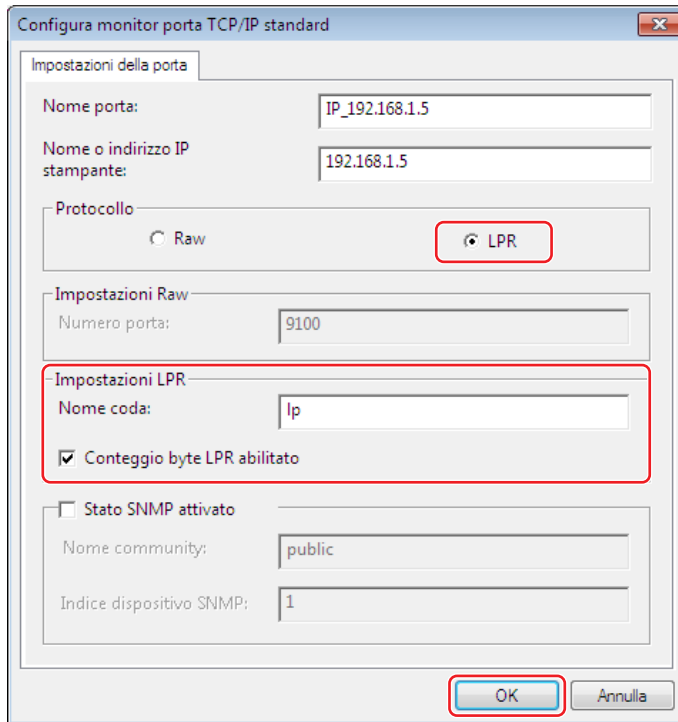 Configura monitor porta TCP/IP standard
Impostazioni della porta
Nome porta:
IP_192.168.1.5
Nome o indirizzo IP
stampante:
192.168.1.5
Protocollo
Raw
LPR
Impostazioni Raw
Numero porta:
9100
Impostazioni LPR
Nome coda:
lp
Conteggio byte LPR abilitato
Stato SNMP attivato
Nome community:
public
Indice dispositivo SNMP:
1
OK
Annulla